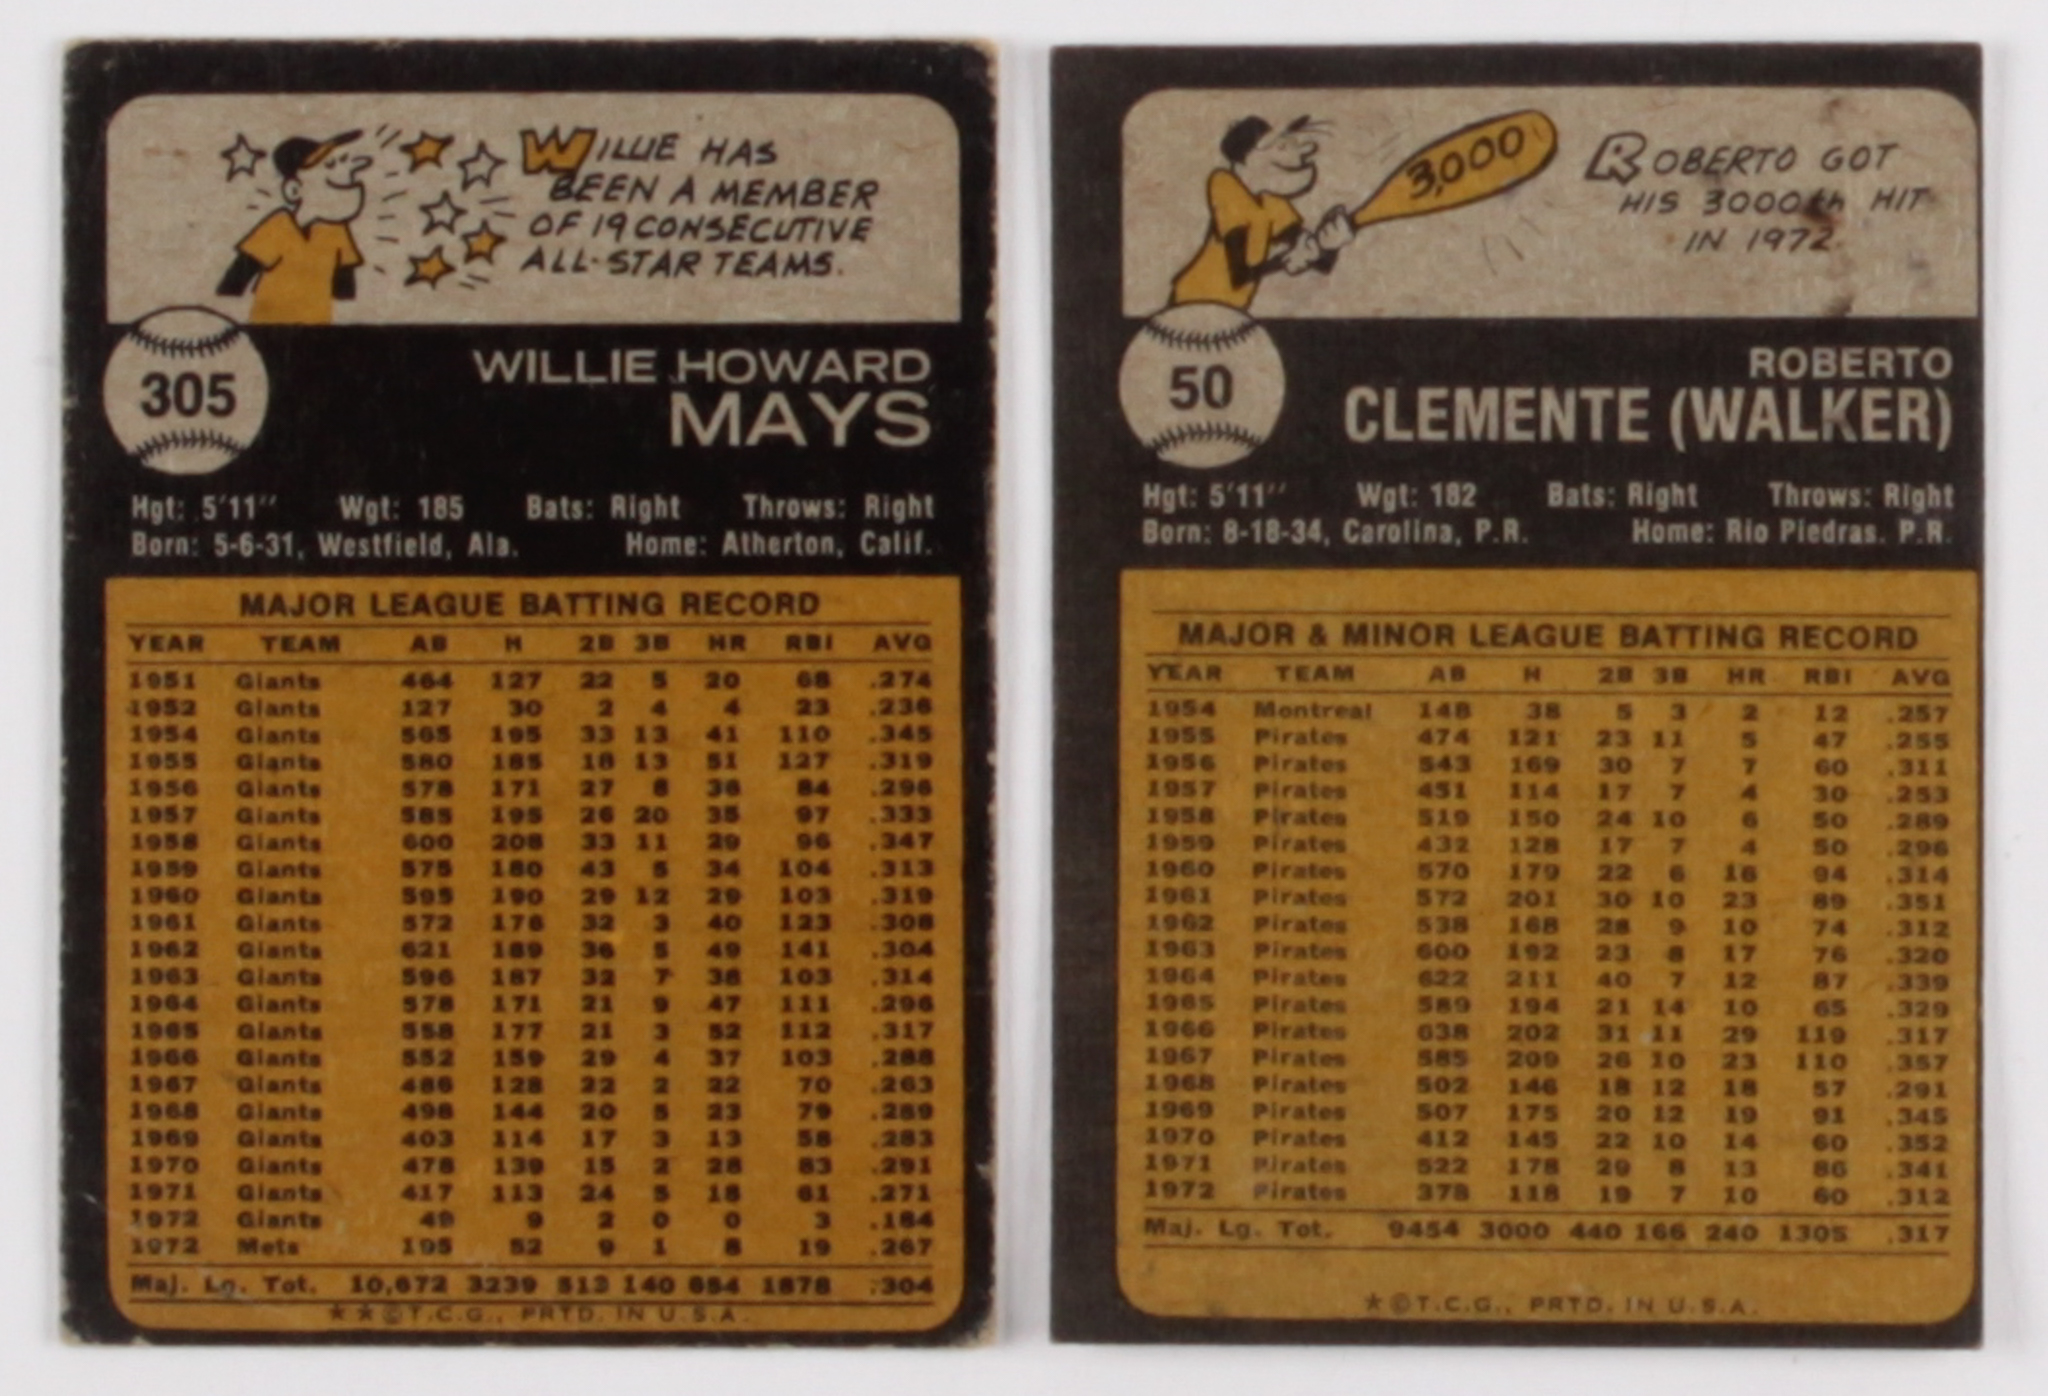 WILLIE HAS
BEEN A MEMBER
OF 19 CONSECUTIVE
ALL-STAR TEAMS.
305
WILLIE HOWARD
MAYS
Hgt: 5'11" Wgt: 185 Bats: Right Throws: Right
Born: 5-6-31, Westfield, Ala. Home: Atherton, Calif.
MAJOR LEAGUE BATTING RECORD
YEAR TEAM AB H 2B 3B HR RBI AVG
1951 Giants 464 127 22 5 20 68 .274
1952 Giants 127 30 2 4 4 23 .236
1954 Giants 565 195 33 13 41 110 .345
1955 Giants 580 185 18 13 51 127 .319
1956 Giants 578 171 27 8 36 84 .296
1957 Giants 585 195 26 20 35 97 .333
1958 Giants 600 208 33 11 29 96 .347
1959 Giants 575 180 43 5 34 104 .313
1960 Giants 595 190 29 12 29 103 .319
1961 Giants 572 176 32 3 40 123 .308
1962 Giants 621 189 36 5 49 141 .304
1963 Giants 596 187 32 7 38 103 .314
1964 Giants 578 171 21 9 47 111 .296
1965 Giants 558 177 21 3 52 112 .317
1966 Giants 552 159 29 4 37 103 .288
1967 Giants 486 128 22 2 22 70 .263
1968 Giants 498 144 20 5 23 79 .289
1969 Giants 403 114 17 3 13 58 .283
1970 Giants 478 139 15 2 28 83 .291
1971 Giants 417 113 24 5 18 61 .271
1972 Giants 49 9 2 0 0 3 .184
1972 Mets 195 52 9 1 8 19 .267
Maj. Lg. Tot. 10,672 3239 513 140 654 1878 .304
★★©T.C.G., PRTD. IN U.S.A.
3,000
ROBERTO GOT
HIS 3000th HIT
IN 1972.
50
ROBERTO
CLEMENTE (WALKER)
Hgt: 5'11" Wgt: 182 Bats: Right Throws: Right
Born: 8-18-34, Carolina, P.R. Home: Rio Piedras, P.R.
MAJOR & MINOR LEAGUE BATTING RECORD
YEAR TEAM AB H 2B 3B HR RBI AVG
1954 Montreal 148 38 5 3 2 12 .257
1955 Pirates 474 121 23 11 5 47 .255
1956 Pirates 543 169 30 7 7 60 .311
1957 Pirates 451 114 17 7 4 30 .253
1958 Pirates 519 150 24 10 6 50 .289
1959 Pirates 432 128 17 7 4 50 .296
1960 Pirates 570 179 22 6 16 94 .314
1961 Pirates 572 201 30 10 23 89 .351
1962 Pirates 538 168 28 9 10 74 .312
1963 Pirates 600 192 23 8 17 76 .320
1964 Pirates 622 211 40 7 12 87 .339
1965 Pirates 589 194 21 14 10 65 .329
1966 Pirates 638 202 31 11 29 119 .317
1967 Pirates 585 209 26 10 23 110 .357
1968 Pirates 502 146 18 12 18 57 .291
1969 Pirates 507 175 20 12 19 91 .345
1970 Pirates 412 145 22 10 14 60 .352
1971 Pirates 522 178 29 8 13 86 .341
1972 Pirates 378 118 19 7 10 60 .312
Maj. Lg. Tot. 9454 3000 440 166 240 1305 .317
★©T.C.G., PRTD. IN U.S.A.